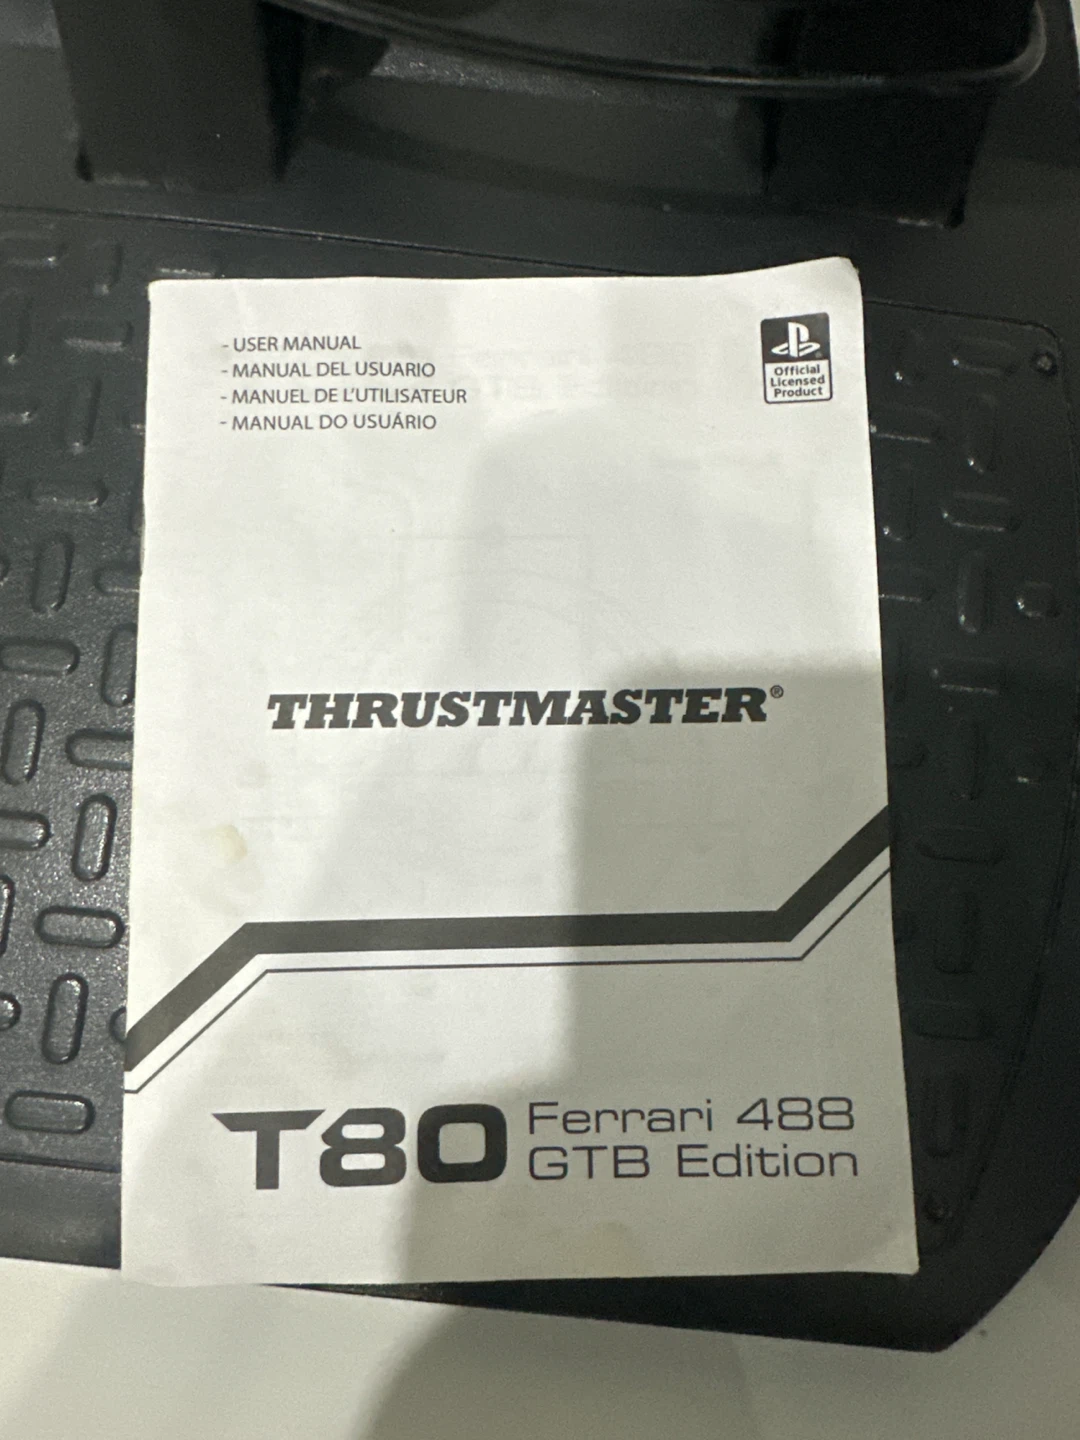 - USER MANUAL
- MANUAL DEL USUARIO
- MANUEL DE L'UTILISATEUR
- MANUAL DO USUÁRIO
Official
Licensed
Product
THRUSTMASTER®
T80 Ferrari 488
GTB Edition